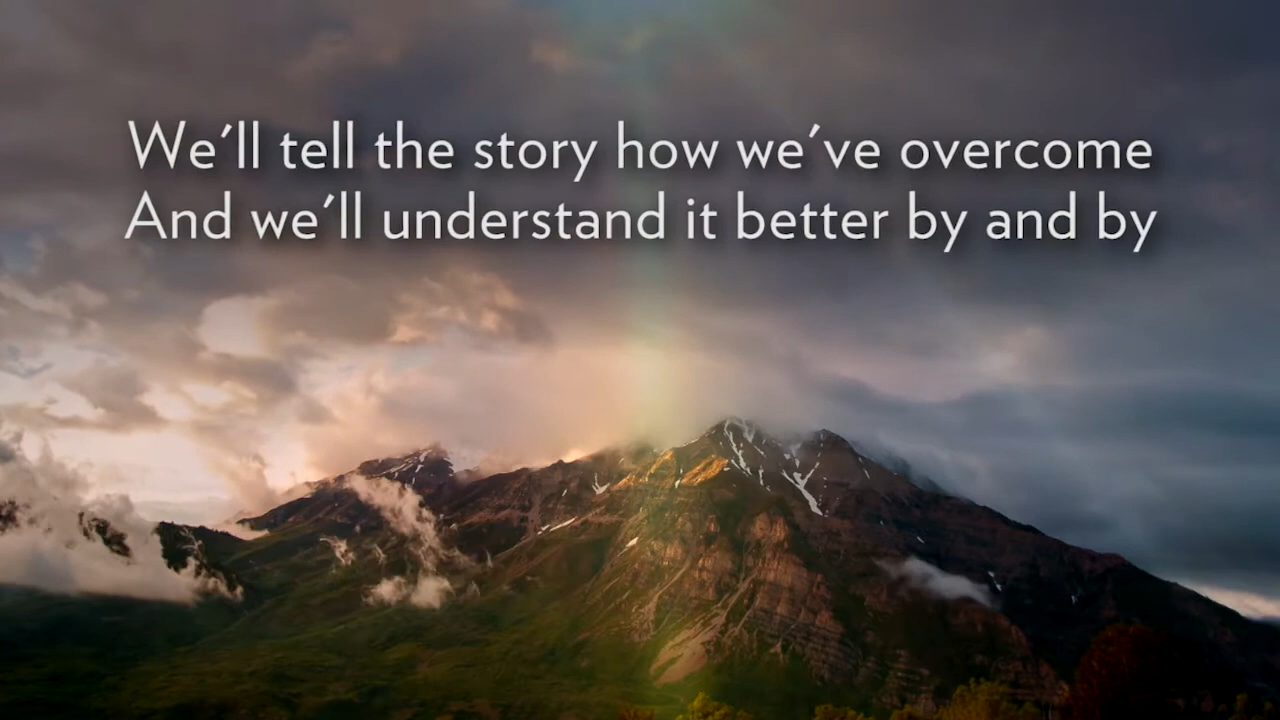 We'll tell the story how we've overcome
And we'll understand it better by and by